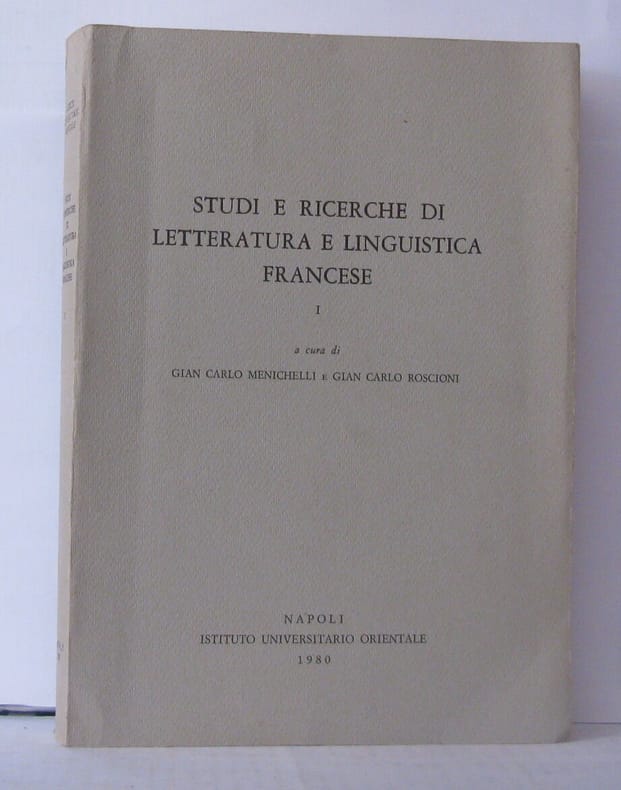 STUDI E RICERCHE DI
LETTERATURA E LINGUISTICA
FRANCESE
I
a cura di
GIAN CARLO MENICHELLI E GIAN CARLO ROSCIONI
NAPOLI
ISTITUTO UNIVERSITARIO ORIENTALE
1980